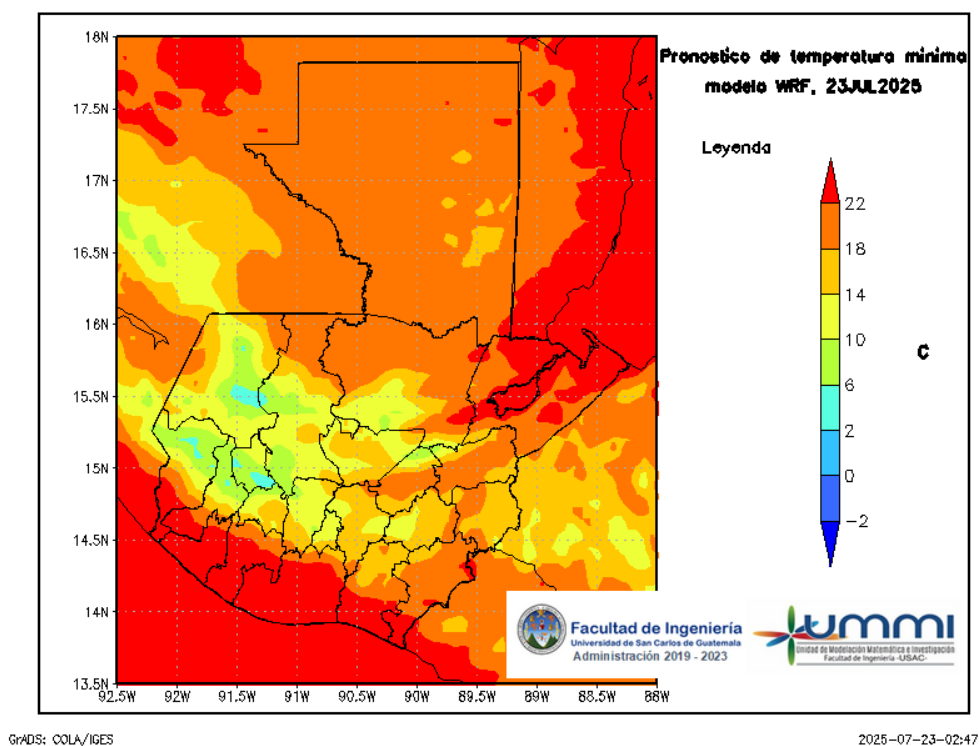 Pronostico de temperatura minima
modelo WRF, 23JUL2025
Leyenda
22
18
14
10
6
2
0
-2
C
18N
17.5N
17N
16.5N
16N
15.5N
15N
14.5N
14N
13.5N
92.5W
92W
91.5W
91W
90.5W
90W
89.5W
89W
88.5W
88W
Facultad de Ingeniería
Universidad de San Carlos de Guatemala
Administración 2019 - 2023
ummi
Unidad de Modelación Matemática e Investigación
Facultad de Ingeniería -USAC-
GrADS: COLA/IGES
2025-07-23-02:47